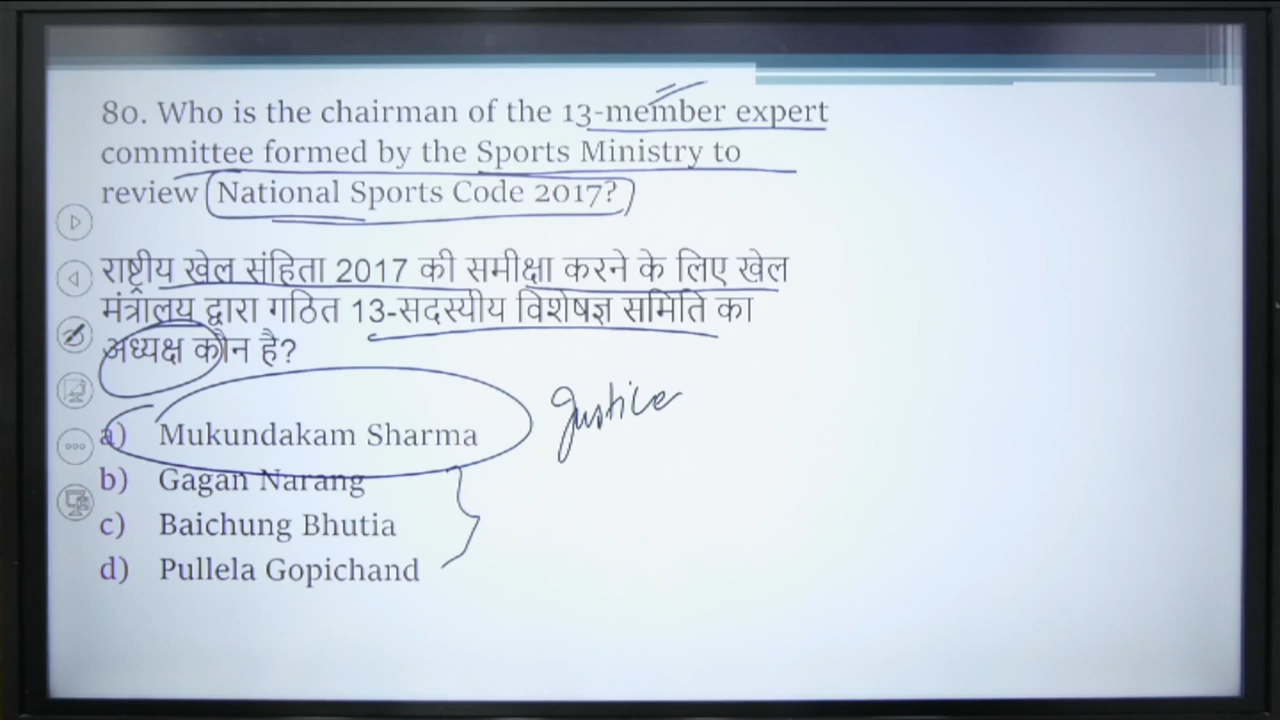 80. Who is the chairman of the 13-member expert
committee formed by the Sports Ministry to
review National Sports Code 2017?
राष्ट्रीय खेल संहिता 2017 की समीक्षा करने के लिए खेल
मंत्रालय द्वारा गठित 13-सदस्यीय विशेषज्ञ समिति का
अध्यक्ष कौन है?
a) Mukundakam Sharma
Justice
b) Gagan Narang
c) Baichung Bhutia
d) Pullela Gopichand